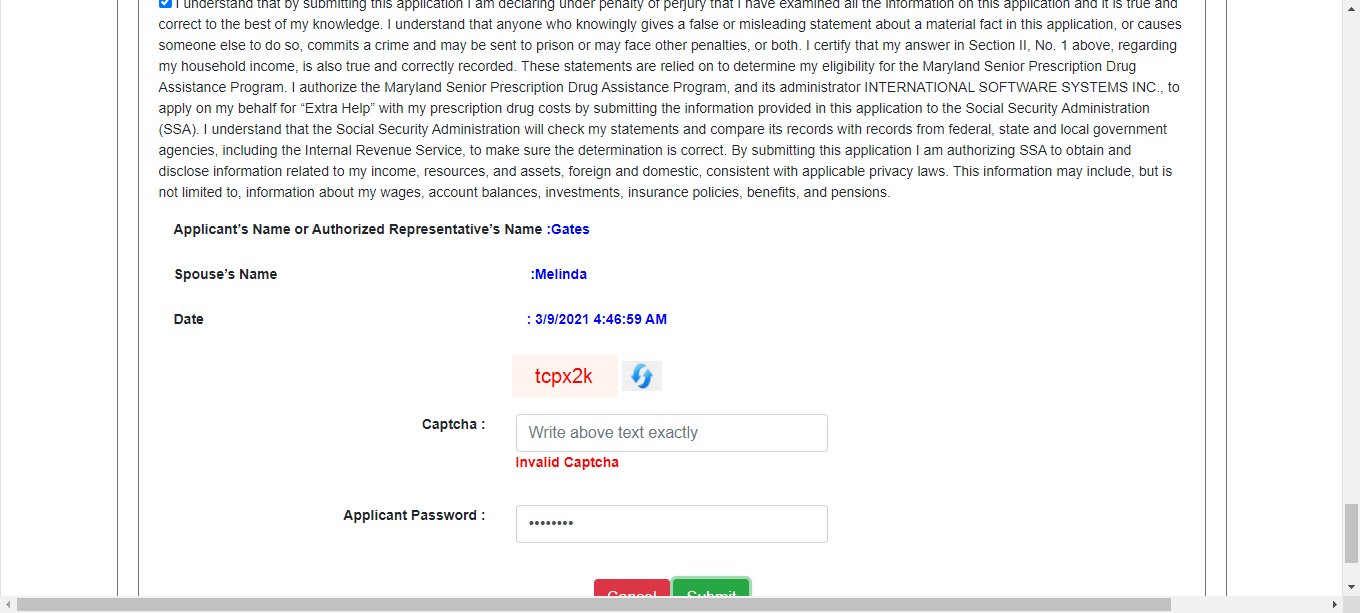 I understand that by submitting this application I am declaring under penalty of perjury that I have examined all the information on this application and it is true and
correct to the best of my knowledge. I understand that anyone who knowingly gives a false or misleading statement about a material fact in this application, or causes
someone else to do so, commits a crime and may be sent to prison or may face other penalties, or both. I certify that my answer in Section II, No. 1 above, regarding
my household income, is also true and correctly recorded. These statements are relied on to determine my eligibility for the Maryland Senior Prescription Drug
Assistance Program. I authorize the Maryland Senior Prescription Drug Assistance Program, and its administrator INTERNATIONAL SOFTWARE SYSTEMS INC., to
apply on my behalf for “Extra Help” with my prescription drug costs by submitting the information provided in this application to the Social Security Administration
(SSA). I understand that the Social Security Administration will check my statements and compare its records with records from federal, state and local government
agencies, including the Internal Revenue Service, to make sure the determination is correct. By submitting this application I am authorizing SSA to obtain and
disclose information related to my income, resources, and assets, foreign and domestic, consistent with applicable privacy laws. This information may include, but is
not limited to, information about my wages, account balances, investments, insurance policies, benefits, and pensions.
Applicant’s Name or Authorized Representative’s Name :Gates
Spouse’s Name :Melinda
Date : 3/9/2021 4:46:59 AM
tcpx2k
Captcha : Write above text exactly
Invalid Captcha
Applicant Password : ••••••••
Cancel Submit